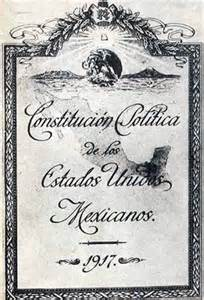 Constitución Política
de los
Estados Unidos
Mexicanos.
1917.